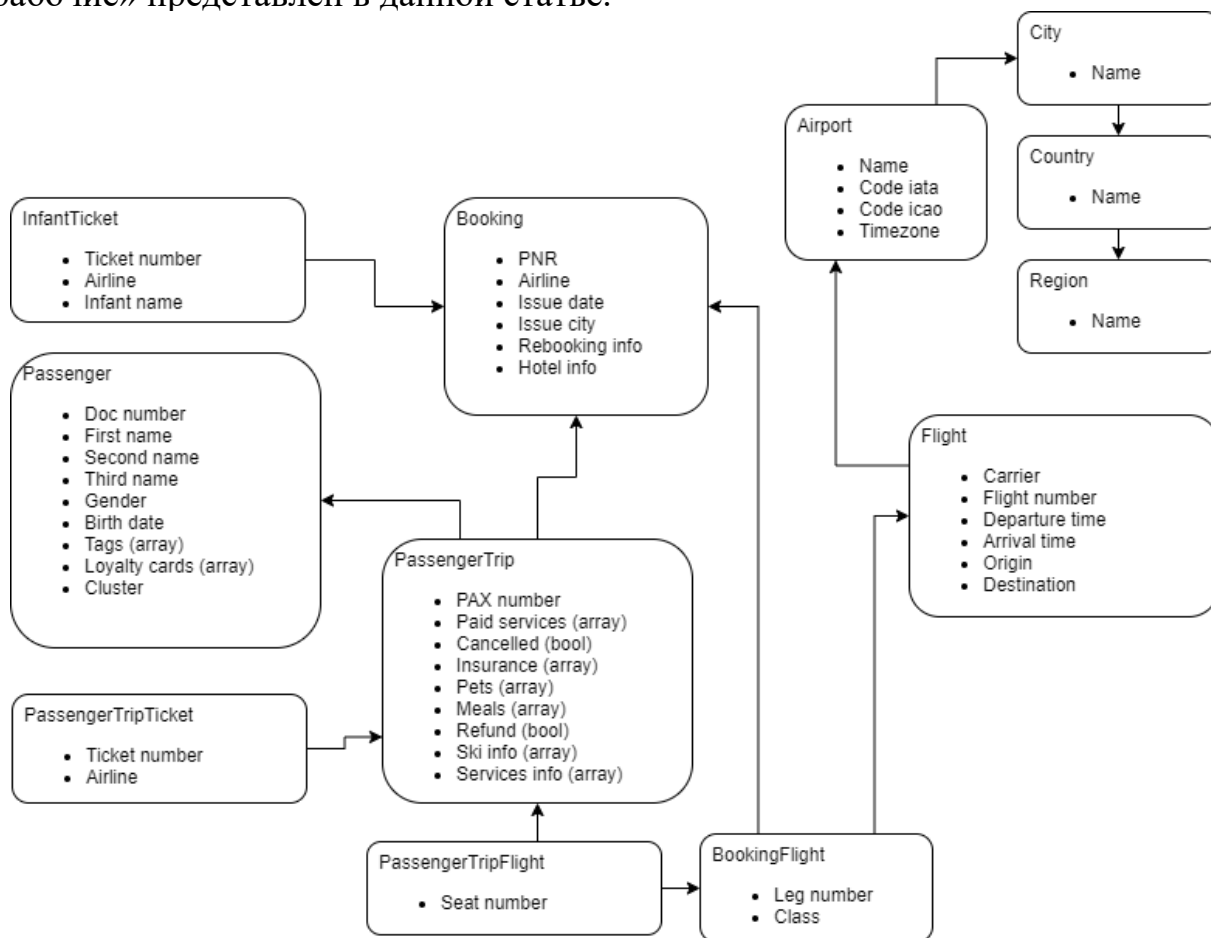 рабочие» представлен в данной статье.
City
• Name
Airport
• Name
• Code iata
• Code icao
• Timezone
Country
• Name
Region
• Name
InfantTicket
• Ticket number
• Airline
• Infant name
Booking
• PNR
• Airline
• Issue date
• Issue city
• Rebooking info
• Hotel info
Passenger
• Doc number
• First name
• Second name
• Third name
• Gender
• Birth date
• Tags (array)
• Loyalty cards (array)
• Cluster
Flight
• Carrier
• Flight number
• Departure time
• Arrival time
• Origin
• Destination
PassengerTrip
• PAX number
• Paid services (array)
• Cancelled (bool)
• Insurance (array)
• Pets (array)
• Meals (array)
• Refund (bool)
• Ski info (array)
• Services info (array)
PassengerTripTicket
• Ticket number
• Airline
PassengerTripFlight
• Seat number
BookingFlight
• Leg number
• Class